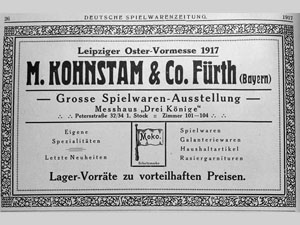 26 DEUTSCHE SPIELWARENZEITUNG. 1917
Leipziger Oster-Vormesse 1917
M. KOHNSTAM & Co. Fürth (Bayern)
Grosse Spielwaren-Ausstellung
Messhaus „Drei Könige"
Petersstraße 32/34 I. Stock Zimmer 101—104
Eigene
Spezialitäten
Letzte Neuheiten
Moko.
Schutzmarke
Spielwaren
Galanteriewaren
Haushaltartikel
Rasiergarnituren
Lager-Vorräte zu vorteilhaften Preisen.